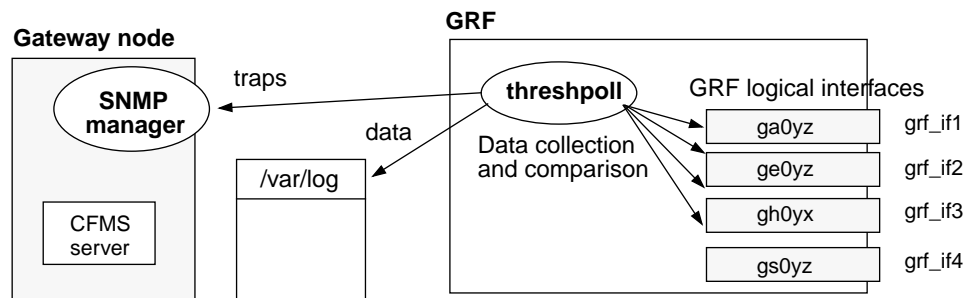 GRF
Gateway node
traps
SNMP
manager
threshpoll
GRF logical interfaces
data
Data collection
and comparison
ga0yz
grf_if1
ge0yz
grf_if2
/var/log
gh0yx
grf_if3
CFMS
server
gs0yz
grf_if4